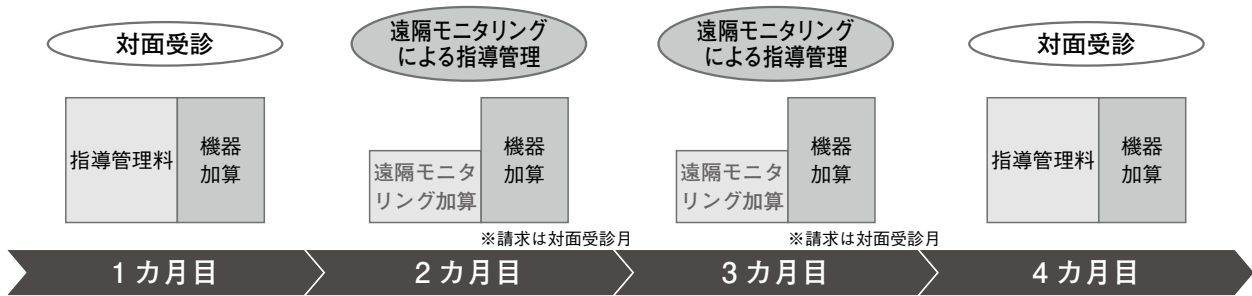 対面受診
遠隔モニタリング
による指導管理
遠隔モニタリング
による指導管理
対面受診
指導管理料
機器
加算
遠隔モニタ
リング加算
機器
加算
遠隔モニタ
リング加算
機器
加算
指導管理料
機器
加算
※請求は対面受診月
※請求は対面受診月
1カ月目
2カ月目
3カ月目
4カ月目